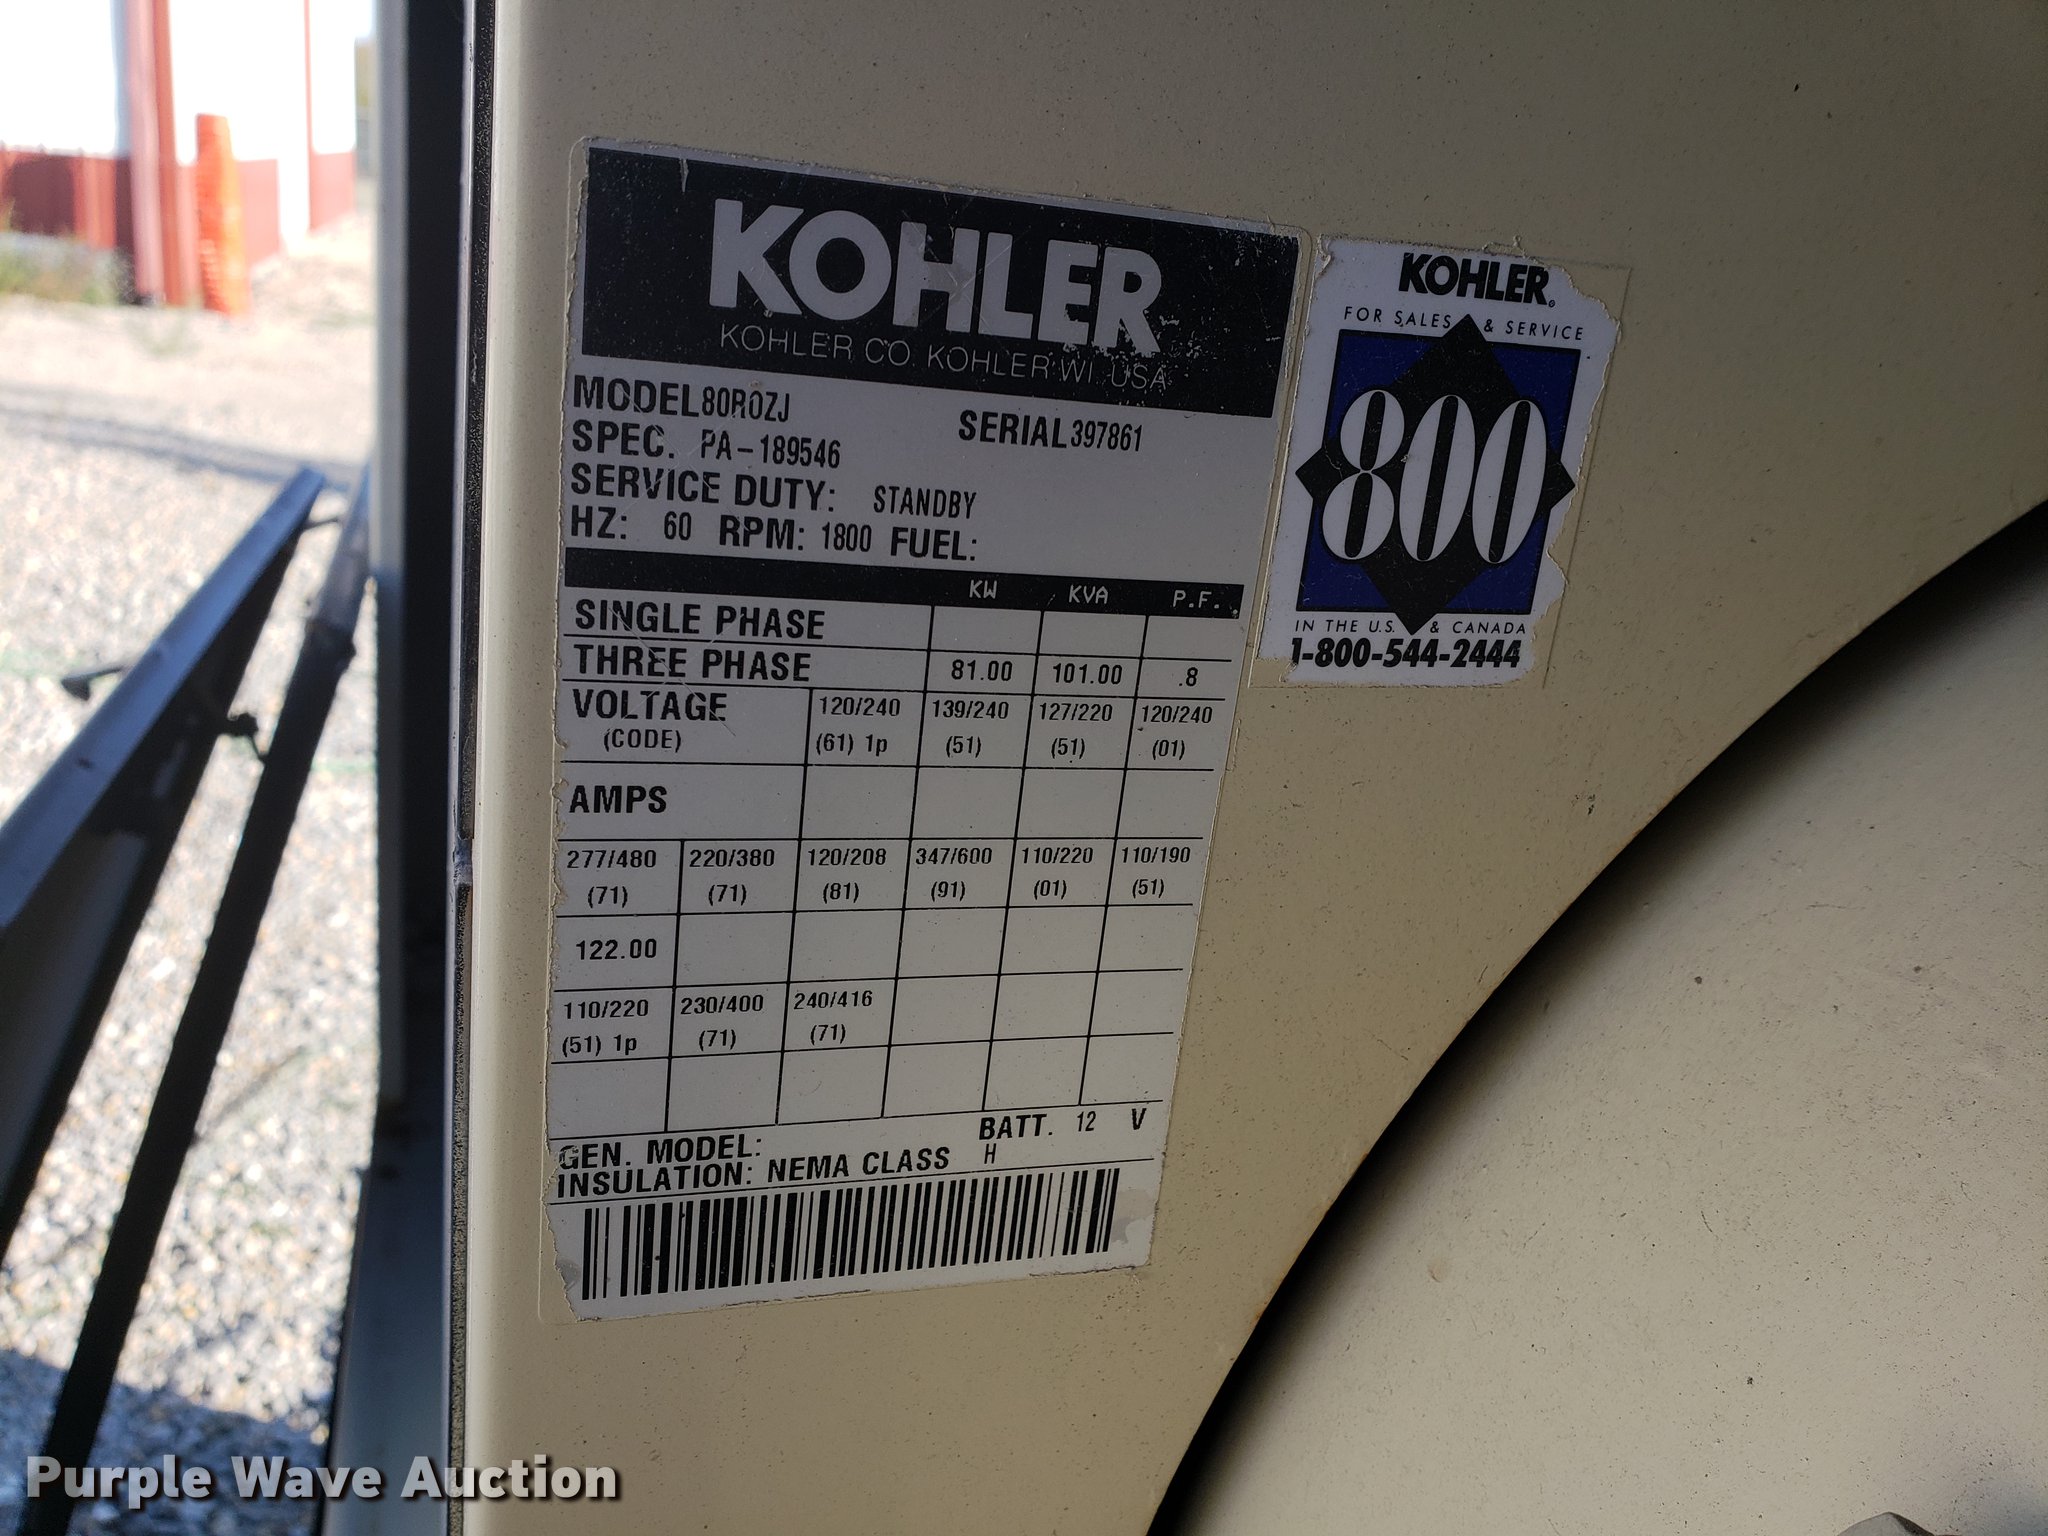 KOHLER
KOHLER CO. KOHLER WI. USA
MODEL 80ROZJ
SERIAL 397861
SPEC. PA-189546
SERVICE DUTY: STANDBY
HZ: 60 RPM: 1800 FUEL:
KW KVA P.F.
SINGLE PHASE
THREE PHASE 81.00 101.00 .8
VOLTAGE 120/240 139/240 127/220 120/240
(CODE) (61) 1p (51) (51) (01)
AMPS
277/480 220/380 120/208 347/600 110/220 110/190
(71) (71) (81) (91) (01) (51)
122.00
110/220 230/400 240/416
(51) 1p (71) (71)
GEN. MODEL: BATT. 12 V
INSULATION: NEMA CLASS H
KOHLER®
FOR SALES & SERVICE
800
IN THE U.S. & CANADA
1-800-544-2444
Purple Wave Auction